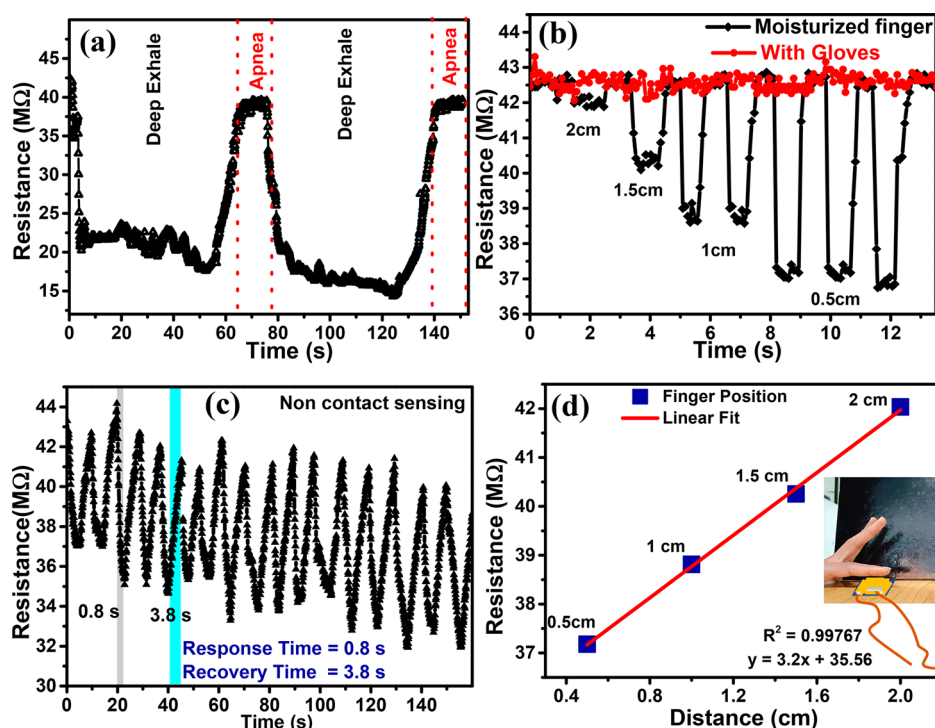 (a)
Deep Exhale
Apnea
Deep Exhale
Apnea
Resistance (MΩ)
45
40
35
30
25
20
15
0 20 40 60 80 100 120 140
Time (s)
(b)
Moisturized finger
With Gloves
Resistance (MΩ)
44
43
42
41
40
39
38
37
36
2cm
1.5cm
1cm
0.5cm
0 2 4 6 8 10 12
Time (s)
(c)
Non contact sensing
Resistance(MΩ)
44
42
40
38
36
34
32
30
0.8 s
3.8 s
Response Time = 0.8 s
Recovery Time = 3.8 s
0 20 40 60 80 100 120 140
Time (s)
(d)
Finger Position
Linear Fit
Resistance (MΩ)
42
41
40
39
38
37
2 cm
1.5 cm
1 cm
0.5cm
R² = 0.99767
y = 3.2x + 35.56
0.4 0.8 1.2 1.6 2.0
Distance (cm)